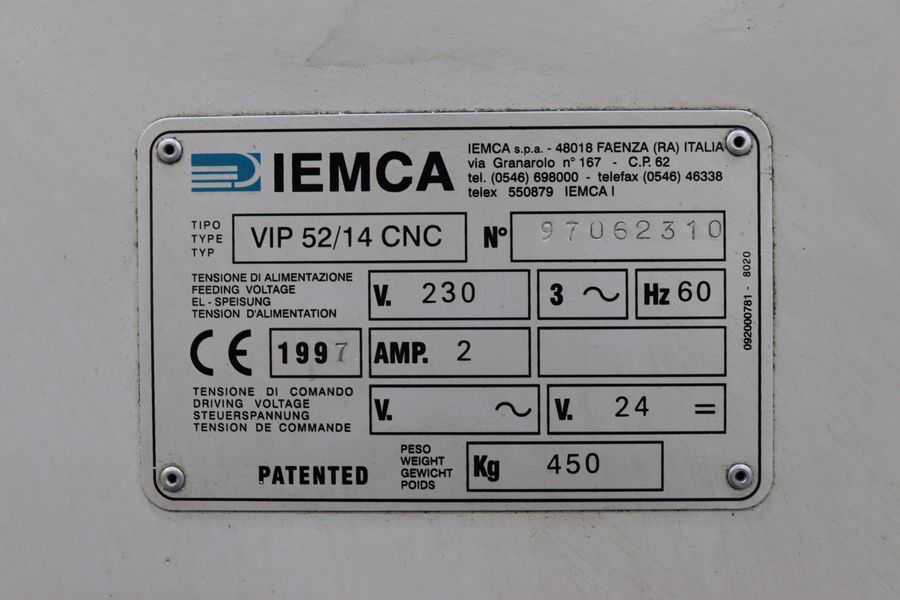 IEMCA
IEMCA s.p.a. - 48018 FAENZA (RA) ITALIA
via Granarolo n° 167 - C.P. 62
tel. (0546) 698000 - telefax (0546) 46338
telex 550879 IEMCA I
TIPO
TYPE
TYP
VIP 52/14 CNC
N° 97062310
TENSIONE DI ALIMENTAZIONE
FEEDING VOLTAGE
EL - SPEISUNG
TENSION D'ALIMENTATION
V. 230
3 ~
Hz 60
CE
1997
AMP. 2
TENSIONE DI COMANDO
DRIVING VOLTAGE
STEUERSPANNUNG
TENSION DE COMMANDE
V. ~
V. 24 =
PATENTED
PESO
WEIGHT
GEWICHT
POIDS
Kg 450
092000781 - 8020